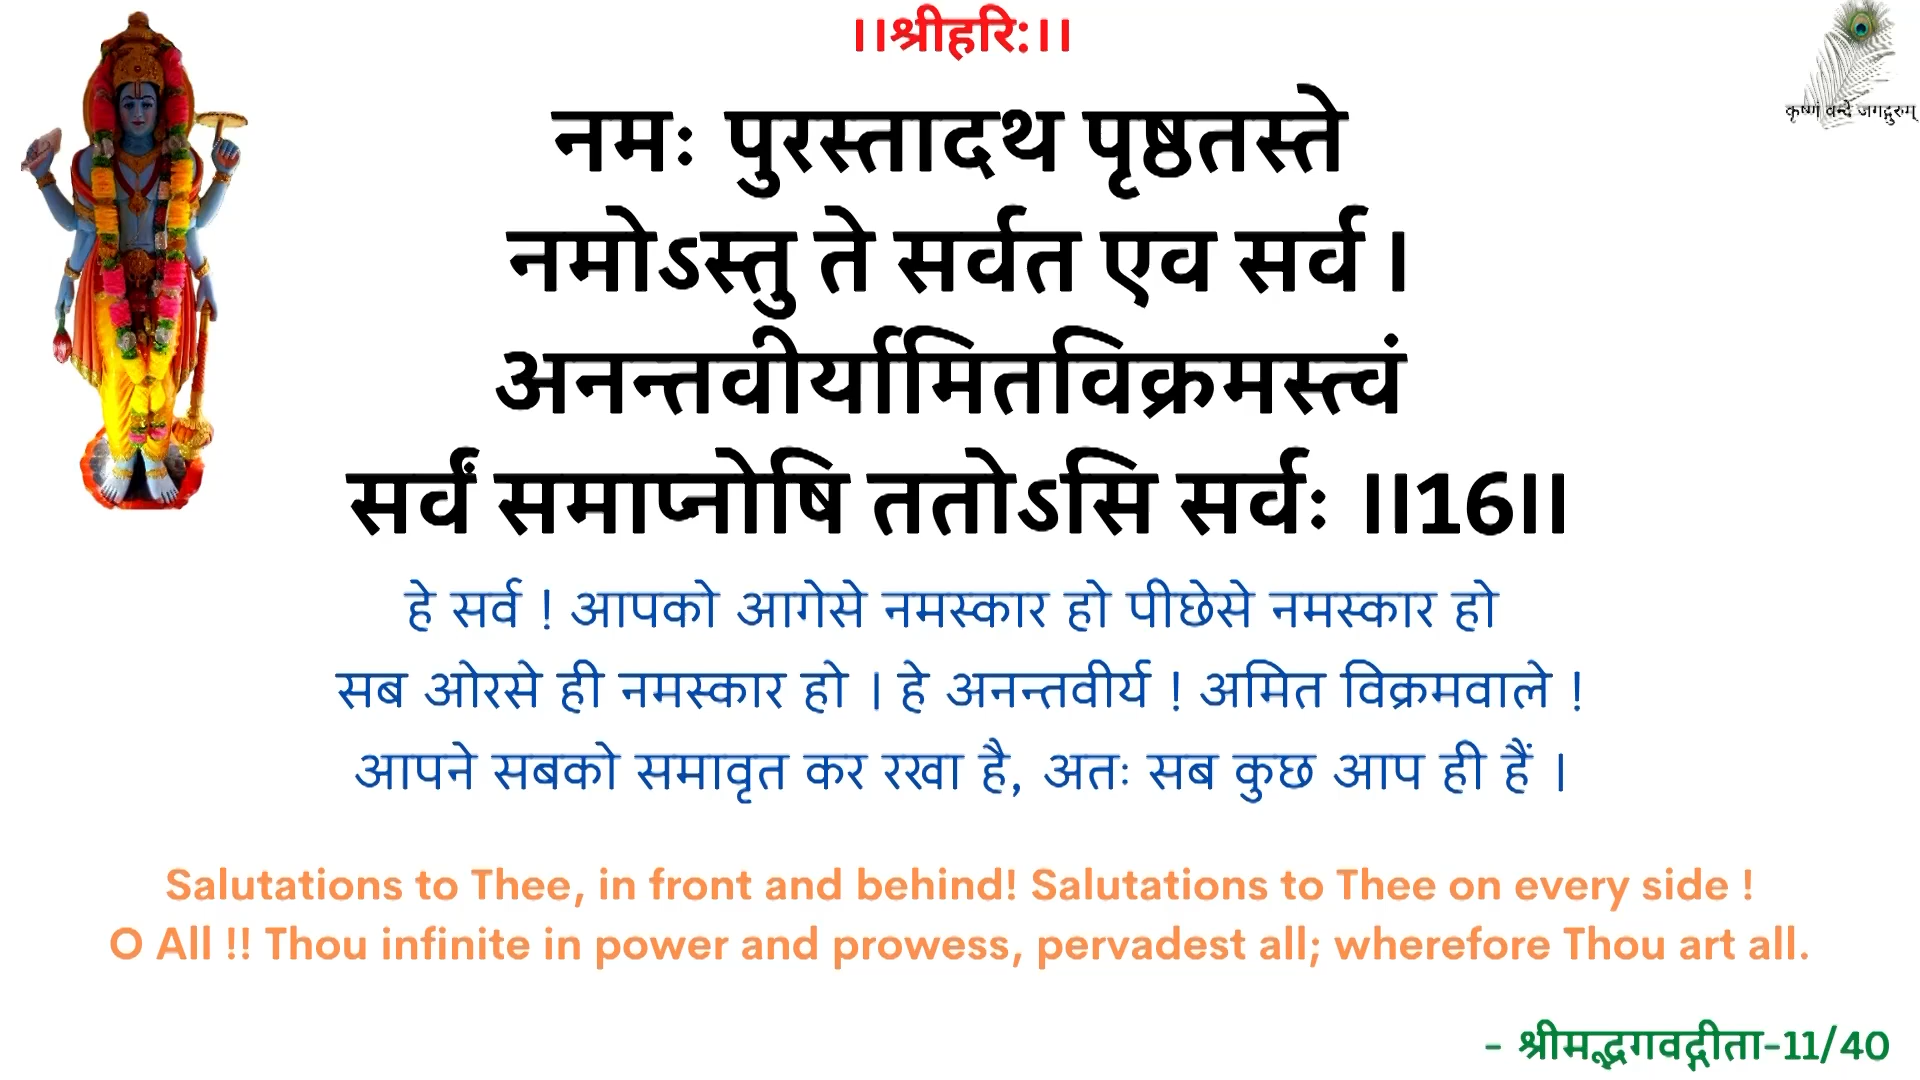 ।।श्रीहरि:।।
कृष्णं वन्दे जगद्गुरुम्
नमः पुरस्तादथ पृष्ठतस्ते
नमोऽस्तु ते सर्वत एव सर्व ।
अनन्तवीर्यामितविक्रमस्त्वं
सर्वं समाप्नोषि ततोऽसि सर्वः ।।16।।
हे सर्व ! आपको आगेसे नमस्कार हो पीछेसे नमस्कार हो
सब ओरसे ही नमस्कार हो । हे अनन्तवीर्य ! अमित विक्रमवाले !
आपने सबको समावृत कर रखा है, अतः सब कुछ आप ही हैं ।
Salutations to Thee, in front and behind! Salutations to Thee on every side !
O All !! Thou infinite in power and prowess, pervadest all; wherefore Thou art all.
- श्रीमद्भगवद्गीता-11/40